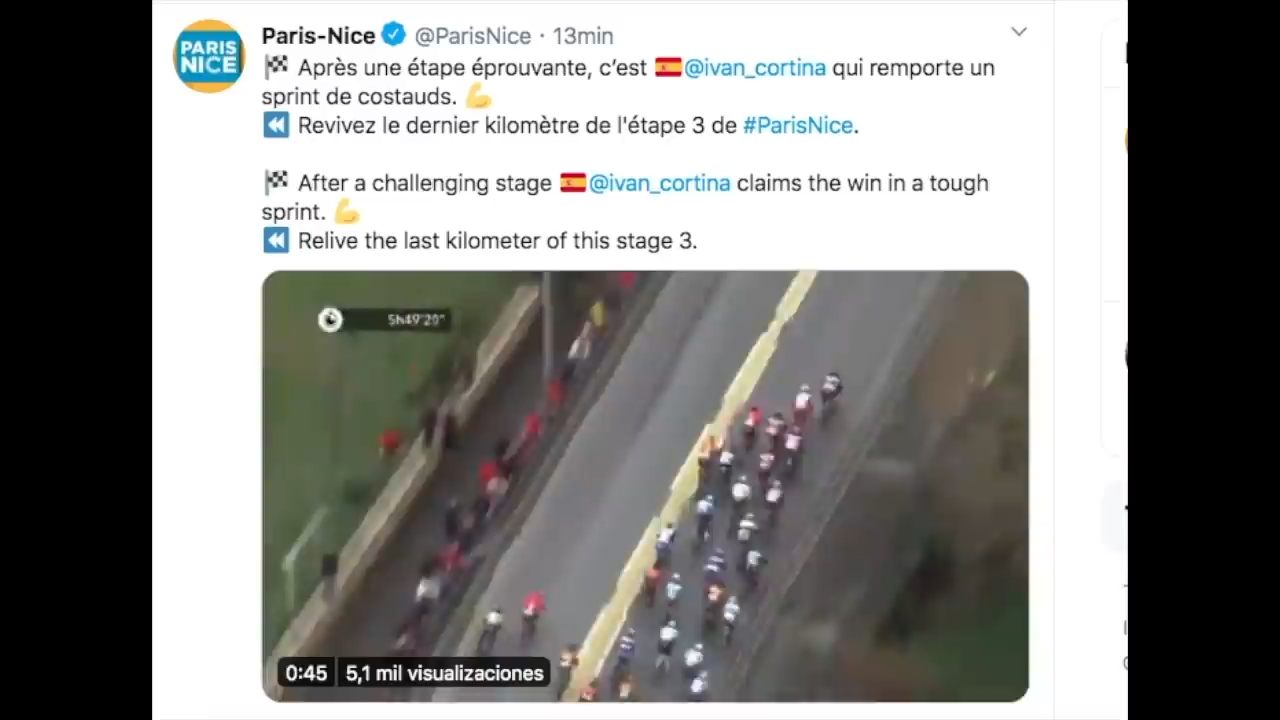 PARIS
NICE
Paris-Nice @ParisNice · 13min
Après une étape éprouvante, c’est @ivan_cortina qui remporte un
sprint de costauds.
Revivez le dernier kilomètre de l'étape 3 de #ParisNice.
After a challenging stage @ivan_cortina claims the win in a tough
sprint.
Relive the last kilometer of this stage 3.
5h49'20"
0:45 5,1 mil visualizaciones